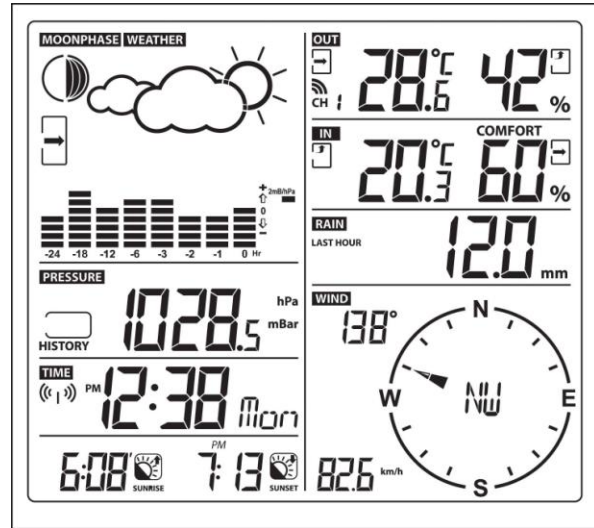 MOONPHASE WEATHER
+ 2mB/hPa
0
-
-24 -18 -12 -6 -3 -2 -1 0 Hr
PRESSURE
1028.5 hPa
mBar
HISTORY
TIME
PM 12:38 Mon
PM
6:08 SUNRISE 7:13 SUNSET
OUT
CH 1 28.6 °C 42 %
IN
COMFORT
20.3 °C 60 %
RAIN
LAST HOUR
12.0 mm
WIND
138°
N
W NW E
S
82.6 km/h